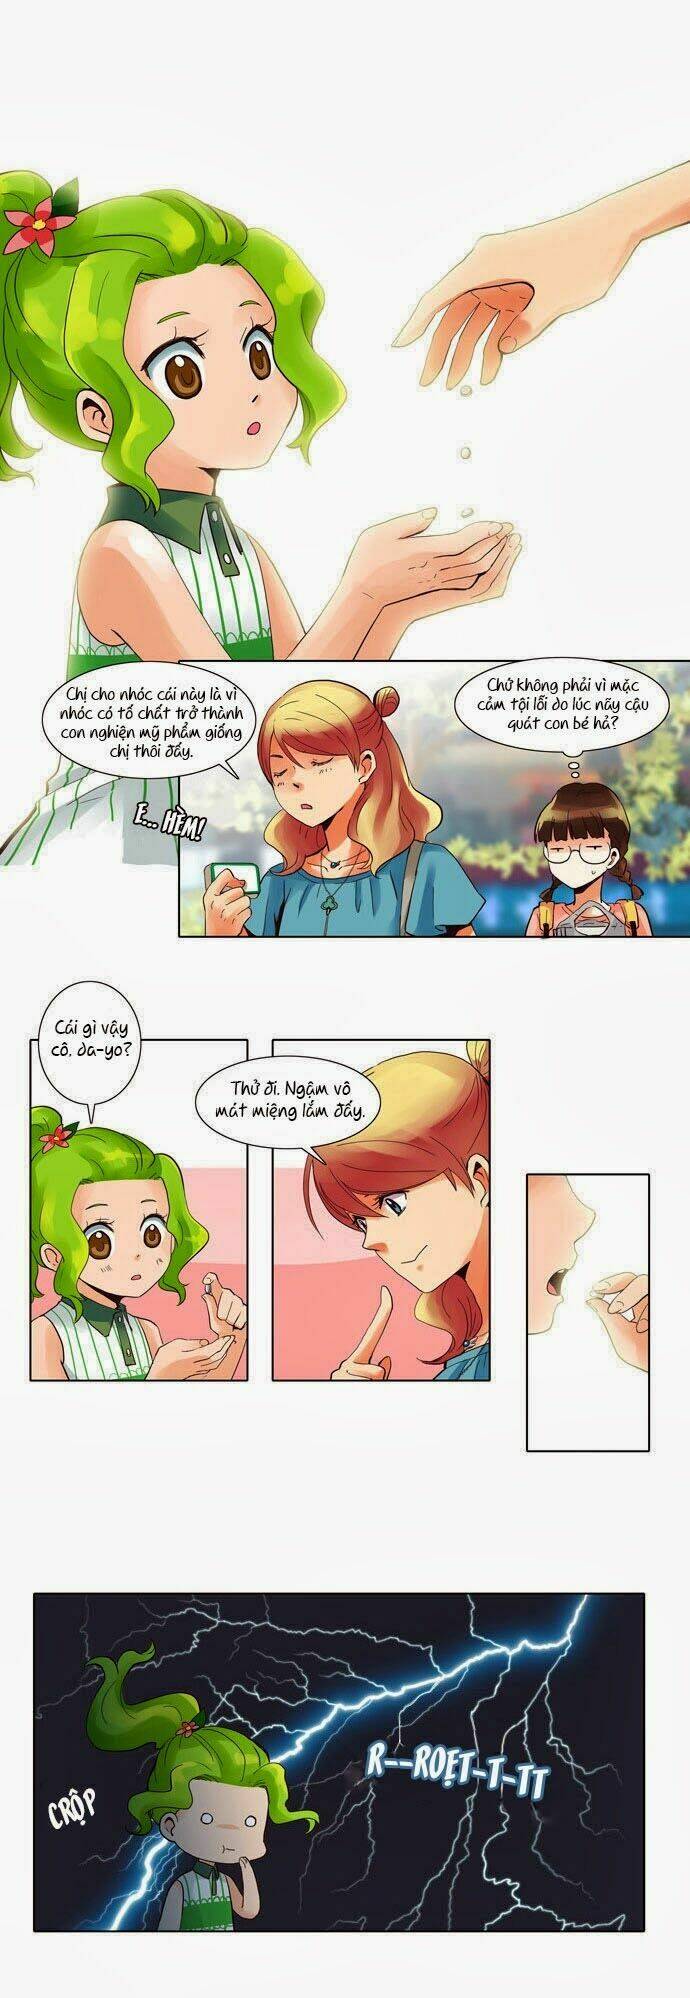 Chị cho nhóc cái này là vì
nhóc có tố chất trở thành
con nghiện mỹ phẩm giống
chị thôi đấy.
E... HÈM!
Chứ không phải vì mặc
cảm tội lỗi do lúc nãy cậu
quát con bé hả?
Cái gì vậy
cô, da-yo?
Thử đi. Ngậm vô
mát miệng lắm đấy.
CRỘP
R--ROẸT-T-TT